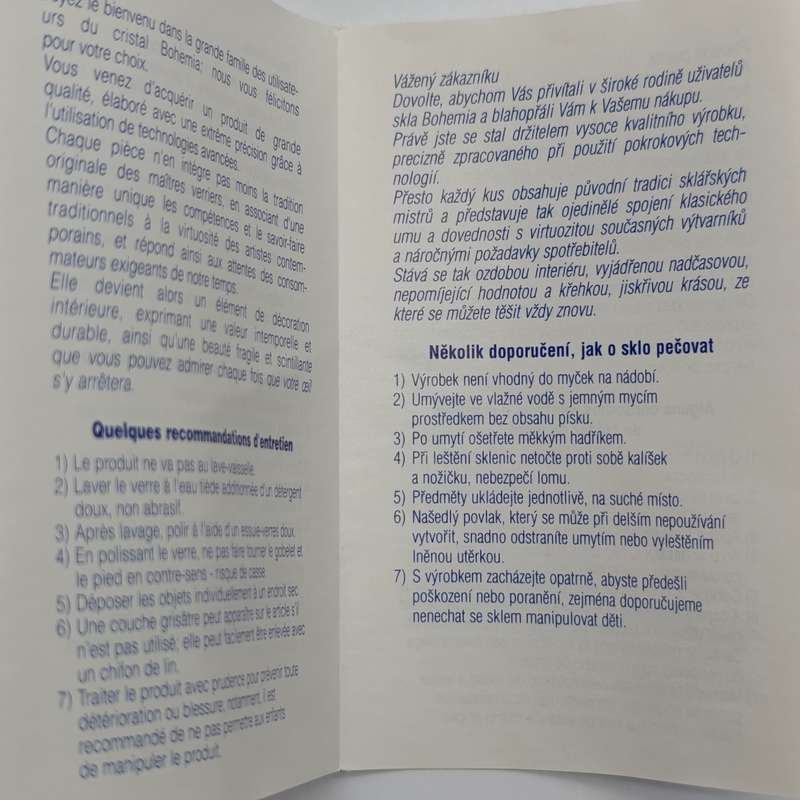 le bienvenu dans la grande famille des utilisate-
urs du cristal Bohemia; nous vous félicitons
pour votre choix.
Vous venez d'acquérir un produit de grande
qualité, élaboré avec une extrême précision grâce à
l'utilisation de technologies avancées.
Chaque pièce n'en intègre pas moins la tradition
originale des maîtres verriers, en associant d'une
manière unique les compétences et le savoir-faire
traditionnels à la virtuosité des artistes contem-
porains, et répond ainsi aux attentes des consom-
mateurs exigeants de notre temps.
Elle devient alors un élément de décoration
intérieure, exprimant une valeur intemporelle et
durable, ainsi qu'une beauté fragile et scintillante
que vous pouvez admirer chaque fois que votre œil
s'y arrêtera.
Quelques recommandations d'entretien
1) Le produit ne va pas au lave-vaisselle.
2) Laver le verre à l'eau tiède additionnée d'un détergent
doux, non abrasif.
3) Après lavage, polir à l'aide d'un essuie-verres doux.
4) En polissant le verre, ne pas faire tourner le gobelet et
le pied en contre-sens - risque de casse.
5) Déposer les objets individuellement à un endroit sec.
6) Une couche grisâtre peut apparaître sur le article s'il
n'est pas utilisé; elle peut facilement être enlevée avec
un chiffon de lin.
7) Traiter le produit avec prudence pour prévenir toute
détérioration ou blessure, notamment, il est
recommandé de ne pas permettre aux enfants
de manipuler le produit.
Vážený zákazníku
Dovolte, abychom Vás přivítali v široké rodině uživatelů
skla Bohemia a blahopřáli Vám k Vašemu nákupu.
Právě jste se stal držitelem vysoce kvalitního výrobku,
precizně zpracovaného při použití pokrokových tech-
nologií.
Přesto každý kus obsahuje původní tradici sklářských
mistrů a představuje tak ojedinělé spojení klasického
umu a dovednosti s virtuozitou současných výtvarníků
a náročnými požadavky spotřebitelů.
Stává se tak ozdobou interiéru, vyjádřenou nadčasovou,
nepomíjející hodnotou a křehkou, jiskřivou krásou, ze
které se můžete těšit vždy znovu.
Několik doporučení, jak o sklo pečovat
1) Výrobek není vhodný do myček na nádobí.
2) Umývejte ve vlažné vodě s jemným mycím
prostředkem bez obsahu písku.
3) Po umytí ošetřete měkkým hadříkem.
4) Při leštění sklenic netočte proti sobě kalíšek
a nožičku, nebezpečí lomu.
5) Předměty ukládejte jednotlivě, na suché místo.
6) Našedlý povlak, který se může při delším nepoužívání
vytvořit, snadno odstraníte umytím nebo vyleštěním
lněnou utěrkou.
7) S výrobkem zacházejte opatrně, abyste předešli
poškození nebo poranění, zejména doporučujeme
nenechat se sklem manipulovat děti.